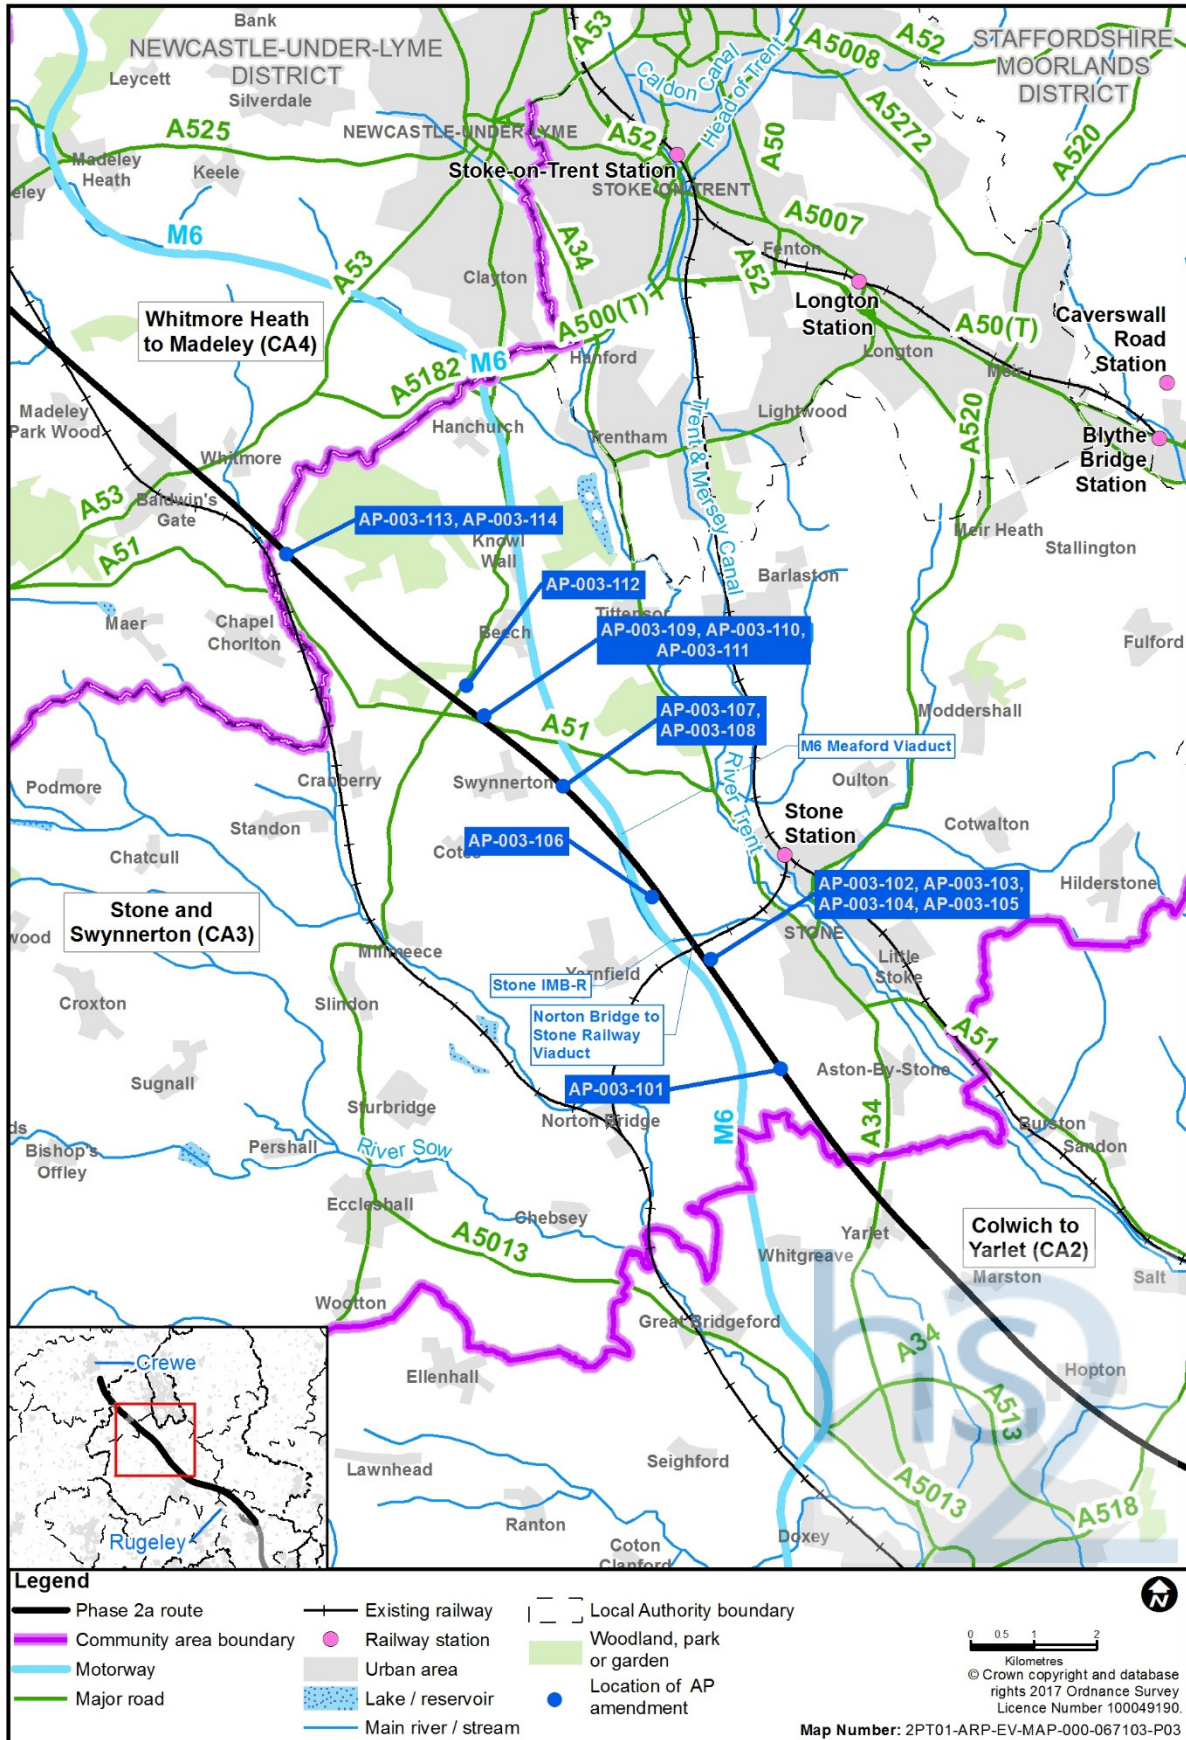 Bank
NEWCASTLE-UNDER-LYME
DISTRICT
Leycett
Silverdale
A53
A5008
A52
STAFFORDSHIRE
MOORLANDS
DISTRICT
Caldon Canal
Head of Trent
A525
NEWCASTLE-UNDER-LYME
A52
A50
A5272
A520
Madeley
Heath
Keele
eley
Stoke-on-Trent Station
STOKE-ON-TRENT
M6
A53
A34
A5007
Fenton
A52
Clayton
Longton
Station
Whitmore Heath
to Madeley (CA4)
A500(T)
A50(T)
Caverswall
Road
Station
Hanford
Longton
Meir
A5182
M6
Madeley
Park Wood
Hanchurch
Trentham
Lightwood
A520
Blythe
Bridge
Station
Whitmore
Trent & Mersey Canal
A53
Baldwin's
Gate
AP-003-113, AP-003-114
Knowl
Wall
Meir Heath
Stallington
A51
AP-003-112
Barlaston
Maer
Chapel
Chorlton
Beech
Tittensor
AP-003-109, AP-003-110,
AP-003-111
Fulford
AP-003-107,
AP-003-108
A51
Moddershall
M6 Meaford Viaduct
Podmore
Cranberry
Swynnerton
River Trent
Oulton
Standon
Stone
Station
Cotwalton
AP-003-106
Cotes
Chatcull
AP-003-102, AP-003-103,
AP-003-104, AP-003-105
Hilderstone
Stone and
Swynnerton (CA3)
wood
STONE
Millmeece
Little
Stoke
Yarnfield
Stone IMB-R
Croxton
Slindon
Norton Bridge to
Stone Railway
Viaduct
A51
Sugnall
AP-003-101
Aston-By-Stone
Sturbridge
Norton Bridge
M6
A34
Burston
Sandon
ds
Bishop's
Offley
Pershall
River Sow
Eccleshall
Chebsey
Yarlet
Colwich to
Yarlet (CA2)
A5013
Whitgreave
Marston
Salt
Wootton
Great Bridgeford
hs2
A34
Hopton
Crewe
Ellenhall
A513
Lawnhead
Seighford
A5013
A518
Rugeley
Ranton
Doxey
Coton
Clanford
Legend
Phase 2a route
Community area boundary
Motorway
Major road
Existing railway
Railway station
Urban area
Lake / reservoir
Main river / stream
Local Authority boundary
Woodland, park
or garden
Location of AP
amendment
N
0 0.5 1 2
Kilometres
© Crown copyright and database
rights 2017 Ordnance Survey
Licence Number 100049190.
Map Number: 2PT01-ARP-EV-MAP-000-067103-P03